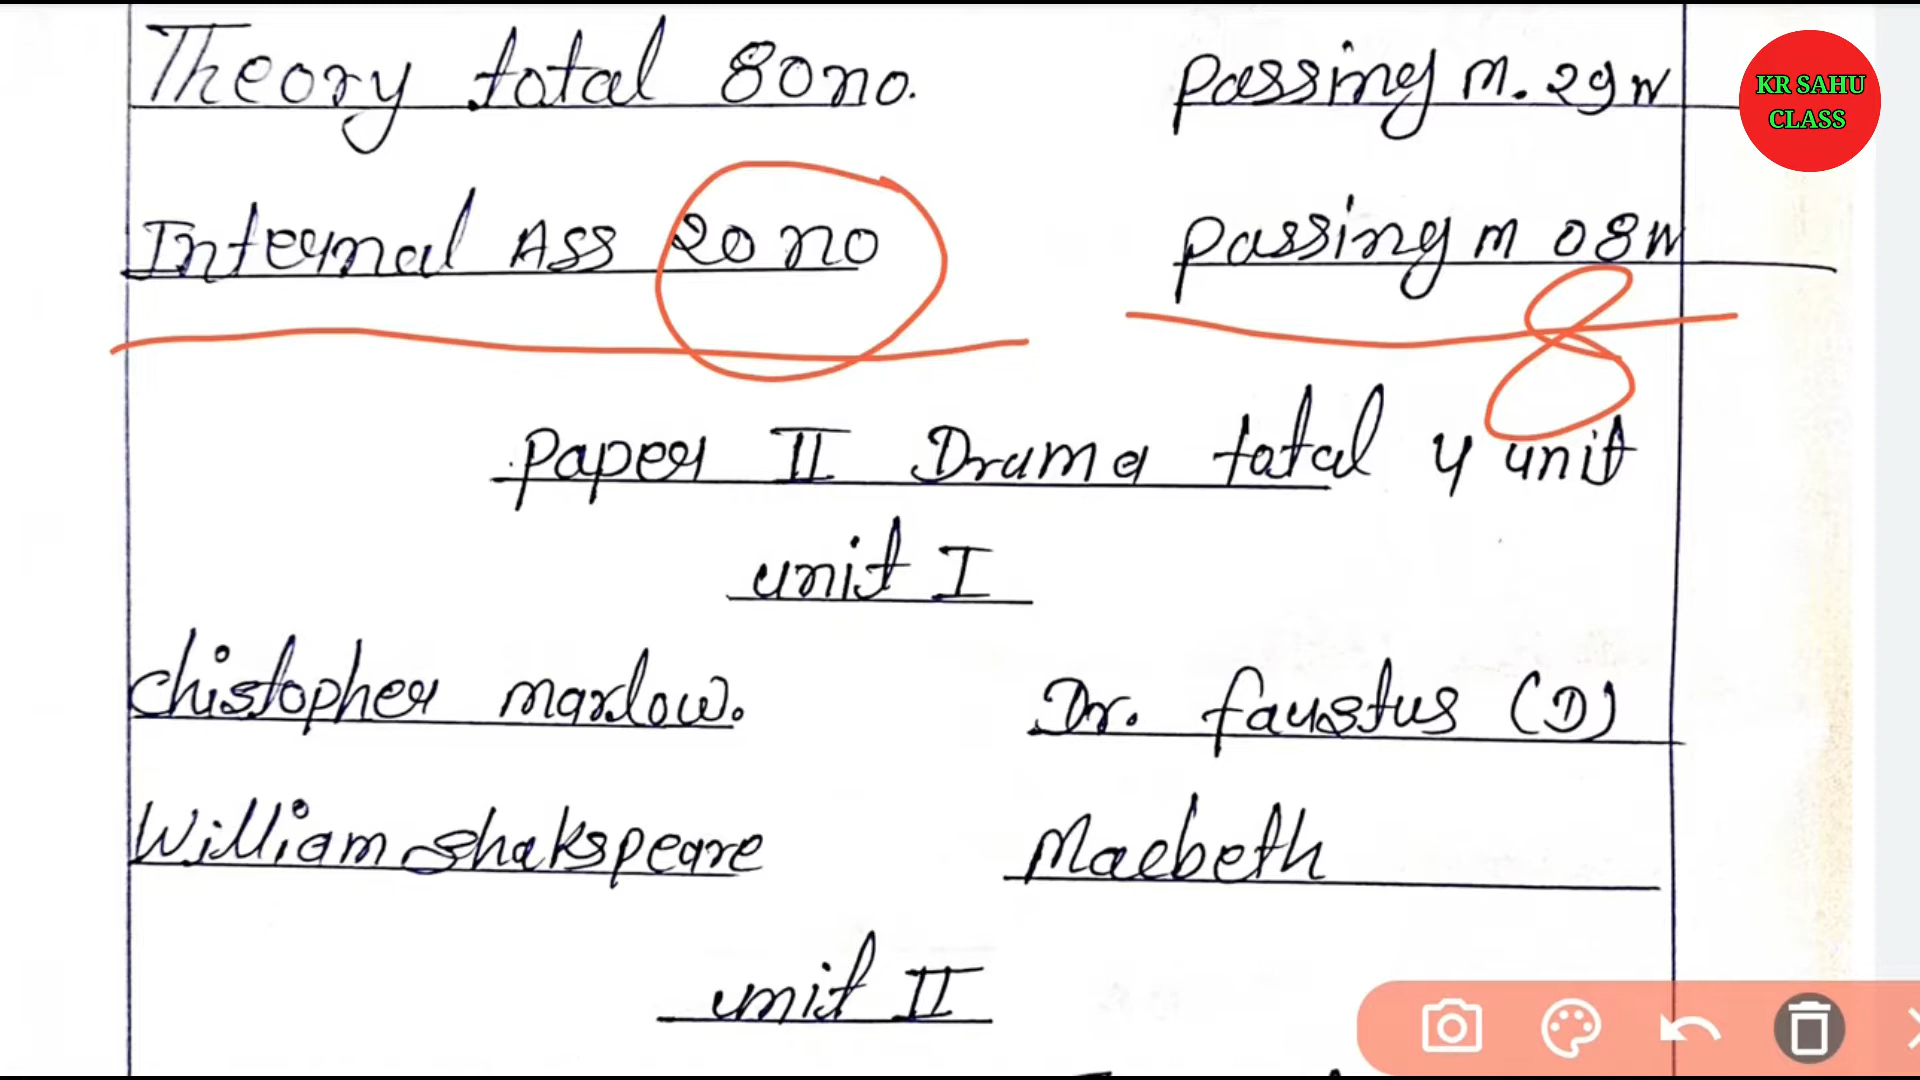 Theory total 80 no. passing m. 29 N
KR SAHU
CLASS
Internal Ass 20 no passing m 08 N
8
Paper II Drama total 4 unit
unit I
Chistopher marlow. Dr. faustus (D)
William Shakspeare Macbeth
unit II